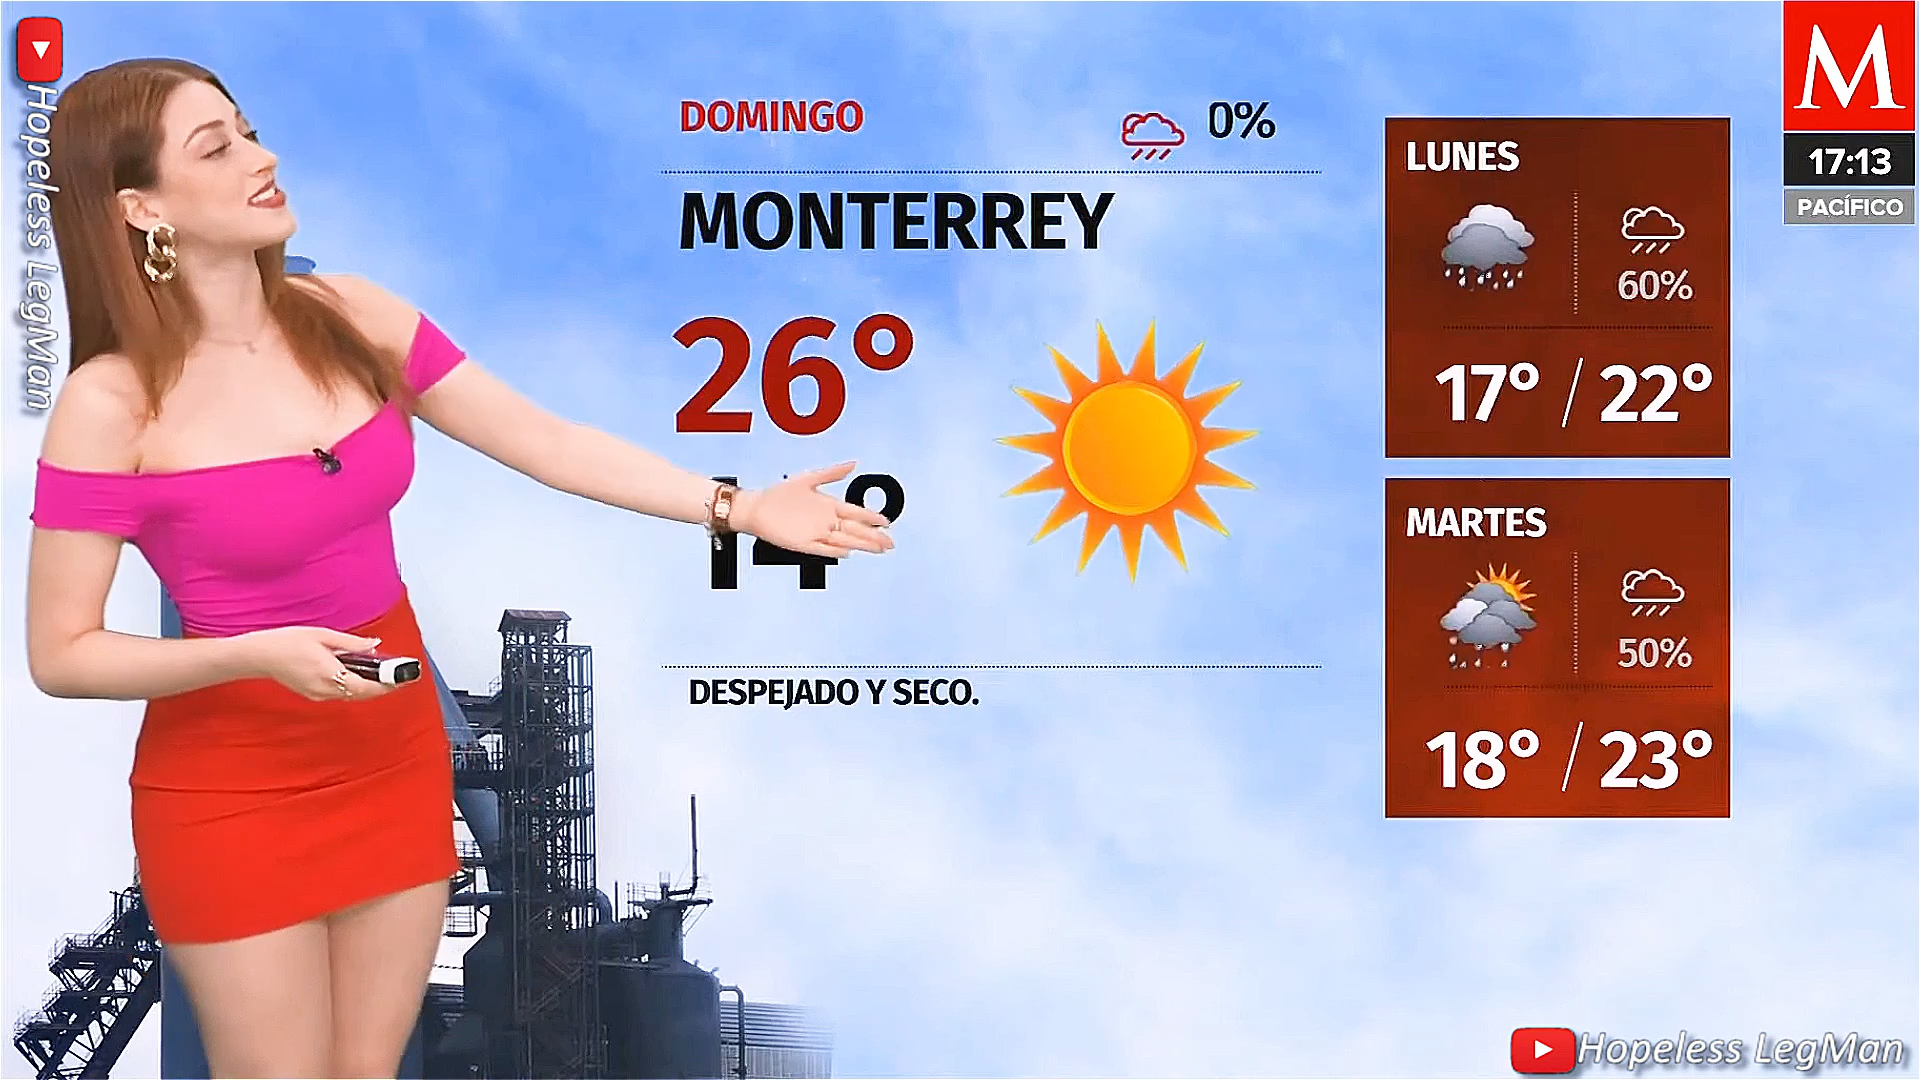 Hopeless LegMan
DOMINGO
0%
MONTERREY
26°
14°
DESPEJADO Y SECO.
LUNES
60%
17° / 22°
MARTES
50%
18° / 23°
M
17:13
PACÍFICO
Hopeless LegMan